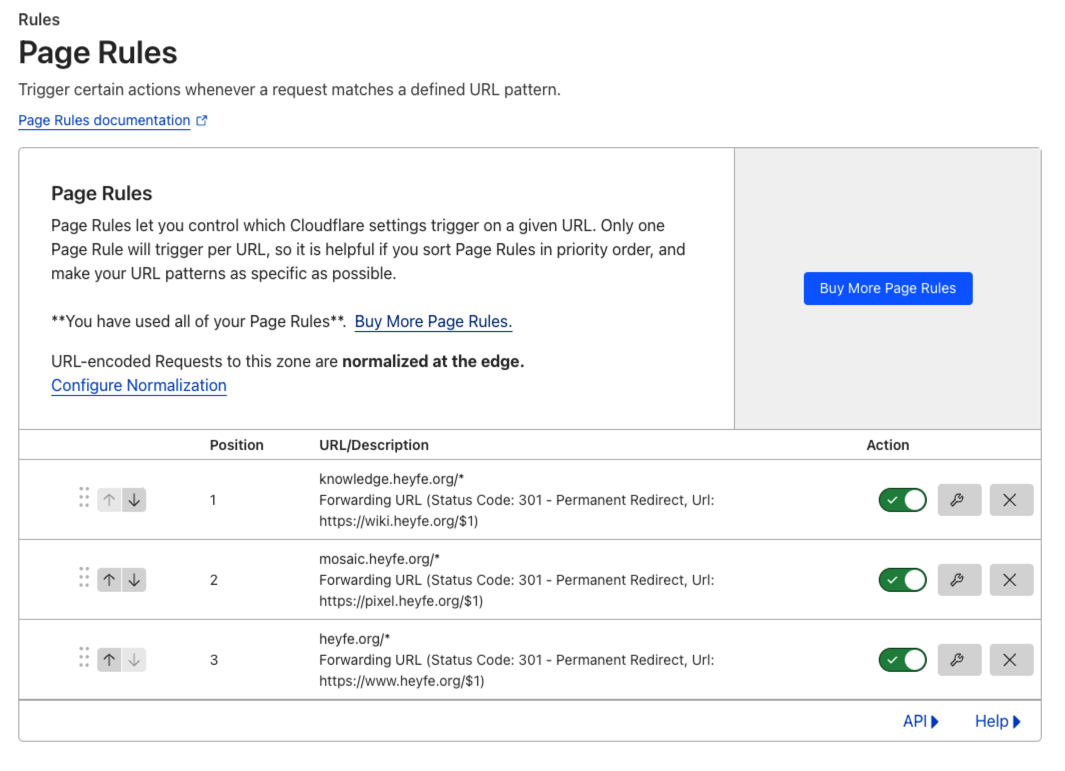 Rules
Page Rules
Trigger certain actions whenever a request matches a defined URL pattern.
Page Rules documentation
Page Rules
Page Rules let you control which Cloudflare settings trigger on a given URL. Only one
Page Rule will trigger per URL, so it is helpful if you sort Page Rules in priority order, and
make your URL patterns as specific as possible.
Buy More Page Rules
**You have used all of your Page Rules**. Buy More Page Rules.
URL-encoded Requests to this zone are normalized at the edge.
Configure Normalization
Position URL/Description Action
knowledge.heyfe.org/*
1 Forwarding URL (Status Code: 301 - Permanent Redirect, Url:
https://wiki.heyfe.org/$1)
mosaic.heyfe.org/*
2 Forwarding URL (Status Code: 301 - Permanent Redirect, Url:
https://pixel.heyfe.org/$1)
heyfe.org/*
3 Forwarding URL (Status Code: 301 - Permanent Redirect, Url:
https://www.heyfe.org/$1)
API Help